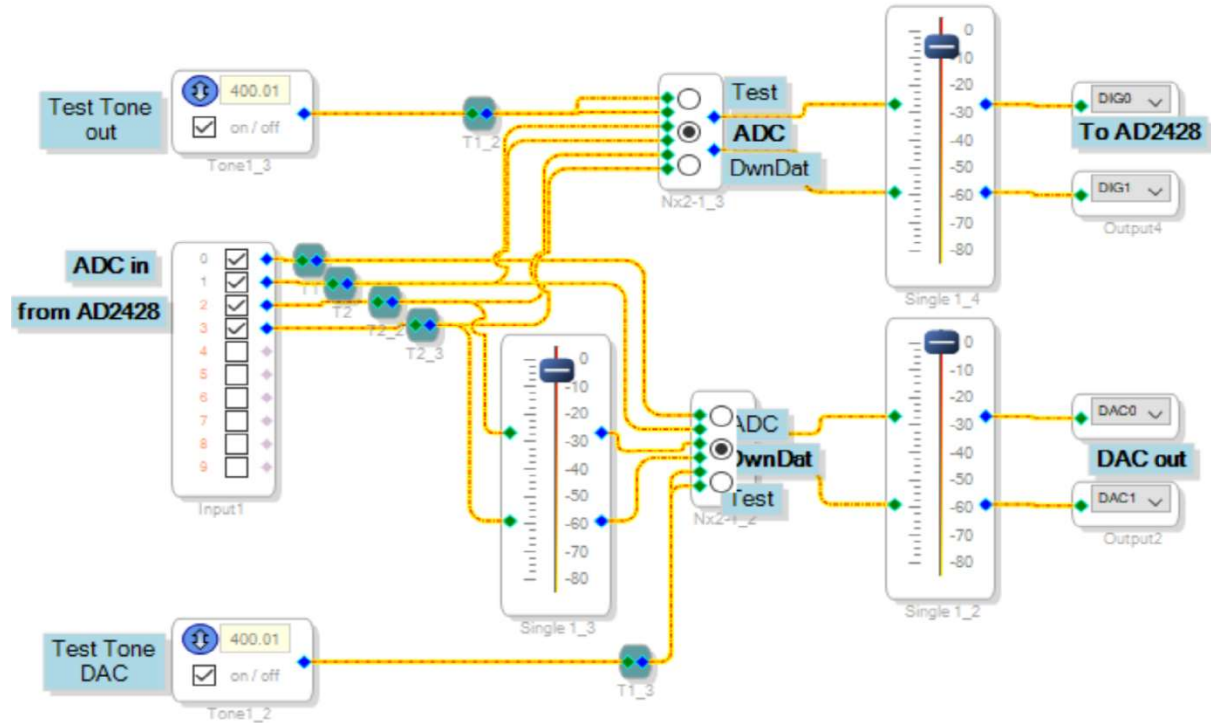 Test Tone
out
400.01
on / off
Tone1_3
T1_2
Test
ADC
DwnDat
Nx2-1_3
0
-10
-20
-30
-40
-50
-60
-70
-80
Single 1_4
DIG0
To AD2428
DIG1
Output4
ADC in
from AD2428
0
1
2
3
4
5
6
7
8
9
Input1
T1
T2
T2_2
T2_3
0
-10
-20
-30
-40
-50
-60
-70
-80
Single 1_3
ADC
DwnDat
Test
Nx2-1_2
0
-10
-20
-30
-40
-50
-60
-70
-80
Single 1_2
DAC0
DAC out
DAC1
Output2
Test Tone
DAC
400.01
on / off
Tone1_2
T1_3